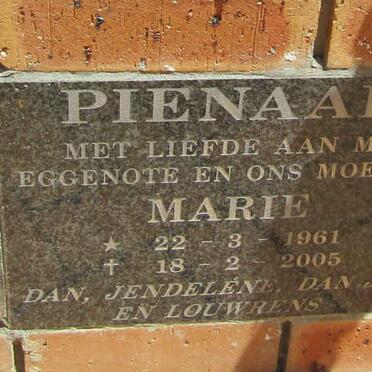 PIENAA
MET LIEFDE AAN M
EGGENOTE EN ONS MOE
MARIE
★ 22 - 3 - 1961
† 18 - 2 - 2005
DAN, JENDELÉNE, DAN
EN LOUWRENS